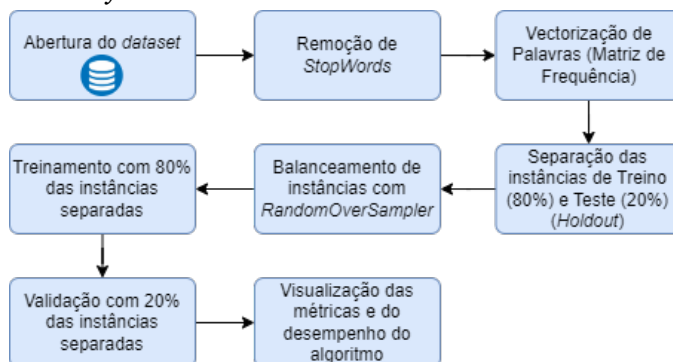 Abertura do dataset
Remoção de
StopWords
Vectorização de
Palavras (Matriz de
Frequência)
Separação das
instâncias de Treino
(80%) e Teste (20%)
(Holdout)
Balanceamento de
instâncias com
RandomOverSampler
Treinamento com 80%
das instâncias
separadas
Validação com 20%
das instâncias
separadas
Visualização das
métricas e do
desempenho do
algoritmo